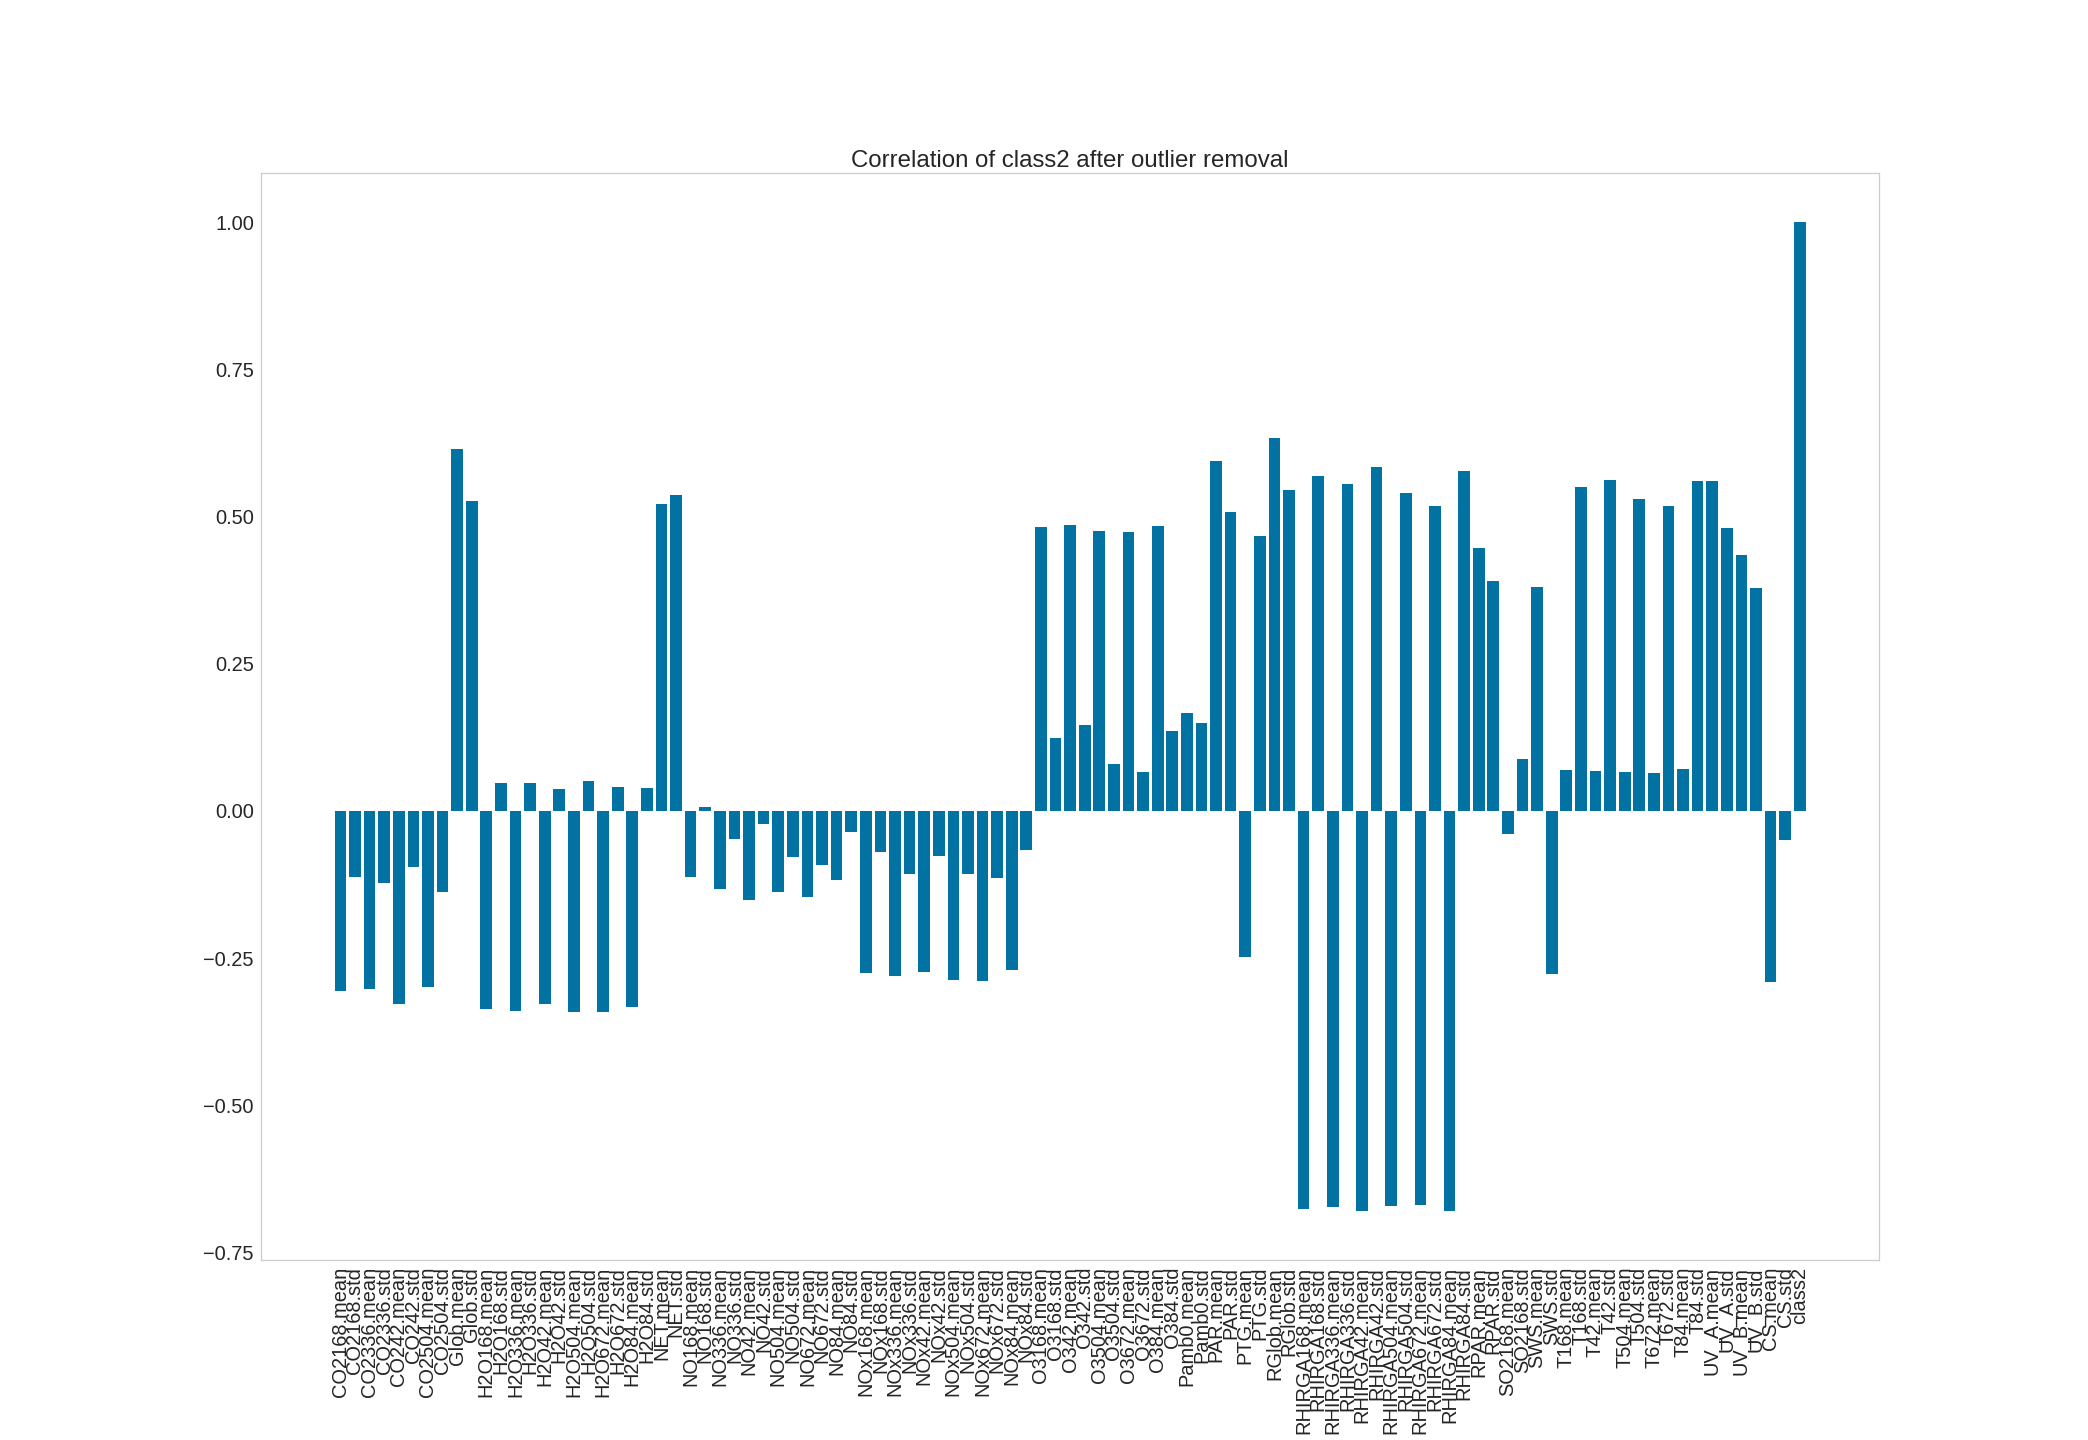 Correlation of class2 after outlier removal
1.00
0.75
0.50
0.25
0.00
−0.25
−0.50
−0.75
CO2168.mean
CO2168.std
CO2336.mean
CO2336.std
CO242.mean
CO242.std
CO2504.mean
CO2504.std
Glob.mean
Glob.std
H2O168.mean
H2O168.std
H2O336.mean
H2O336.std
H2O42.mean
H2O42.std
H2O504.mean
H2O504.std
H2O672.mean
H2O672.std
H2O84.mean
H2O84.std
NET.mean
NET.std
NO168.mean
NO168.std
NO336.mean
NO336.std
NO42.mean
NO42.std
NO504.mean
NO504.std
NO672.mean
NO672.std
NO84.mean
NO84.std
NOx168.mean
NOx168.std
NOx336.mean
NOx336.std
NOx42.mean
NOx42.std
NOx504.mean
NOx504.std
NOx672.mean
NOx672.std
NOx84.mean
NOx84.std
O3168.mean
O3168.std
O342.mean
O342.std
O3504.mean
O3504.std
O3672.mean
O3672.std
O384.mean
O384.std
Pamb0.mean
Pamb0.std
PAR.mean
PAR.std
PTG.mean
PTG.std
RGlob.mean
RGlob.std
RHIRGA168.mean
RHIRGA168.std
RHIRGA336.mean
RHIRGA336.std
RHIRGA42.mean
RHIRGA42.std
RHIRGA504.mean
RHIRGA504.std
RHIRGA672.mean
RHIRGA672.std
RHIRGA84.mean
RHIRGA84.std
RPAR.mean
RPAR.std
SO2168.mean
SO2168.std
SWS.mean
SWS.std
T168.mean
T168.std
T42.mean
T42.std
T504.mean
T504.std
T672.mean
T672.std
T84.mean
T84.std
UV_A.mean
UV_A.std
UV_B.mean
UV_B.std
CS.mean
CS.std
class2